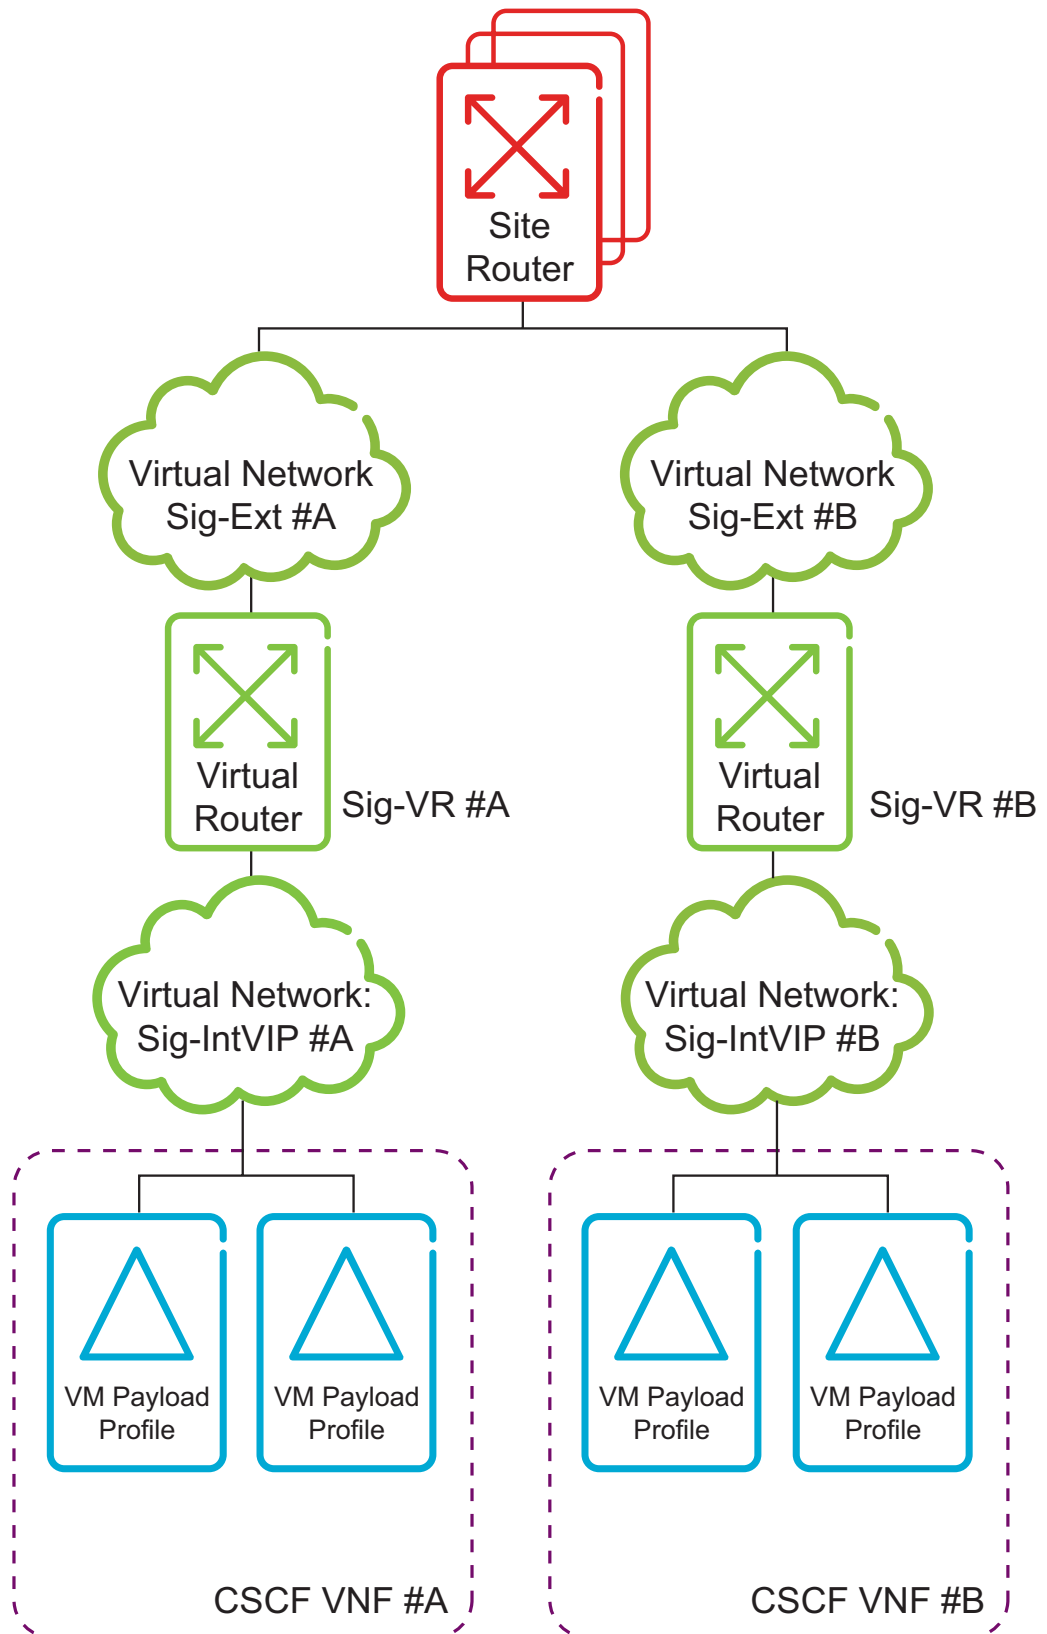 Site
Router
Virtual Network
Sig-Ext #A
Virtual Network
Sig-Ext #B
Virtual
Router
Sig-VR #A
Virtual
Router
Sig-VR #B
Virtual Network:
Sig-IntVIP #A
Virtual Network:
Sig-IntVIP #B
VM Payload
Profile
VM Payload
Profile
VM Payload
Profile
VM Payload
Profile
CSCF VNF #A
CSCF VNF #B